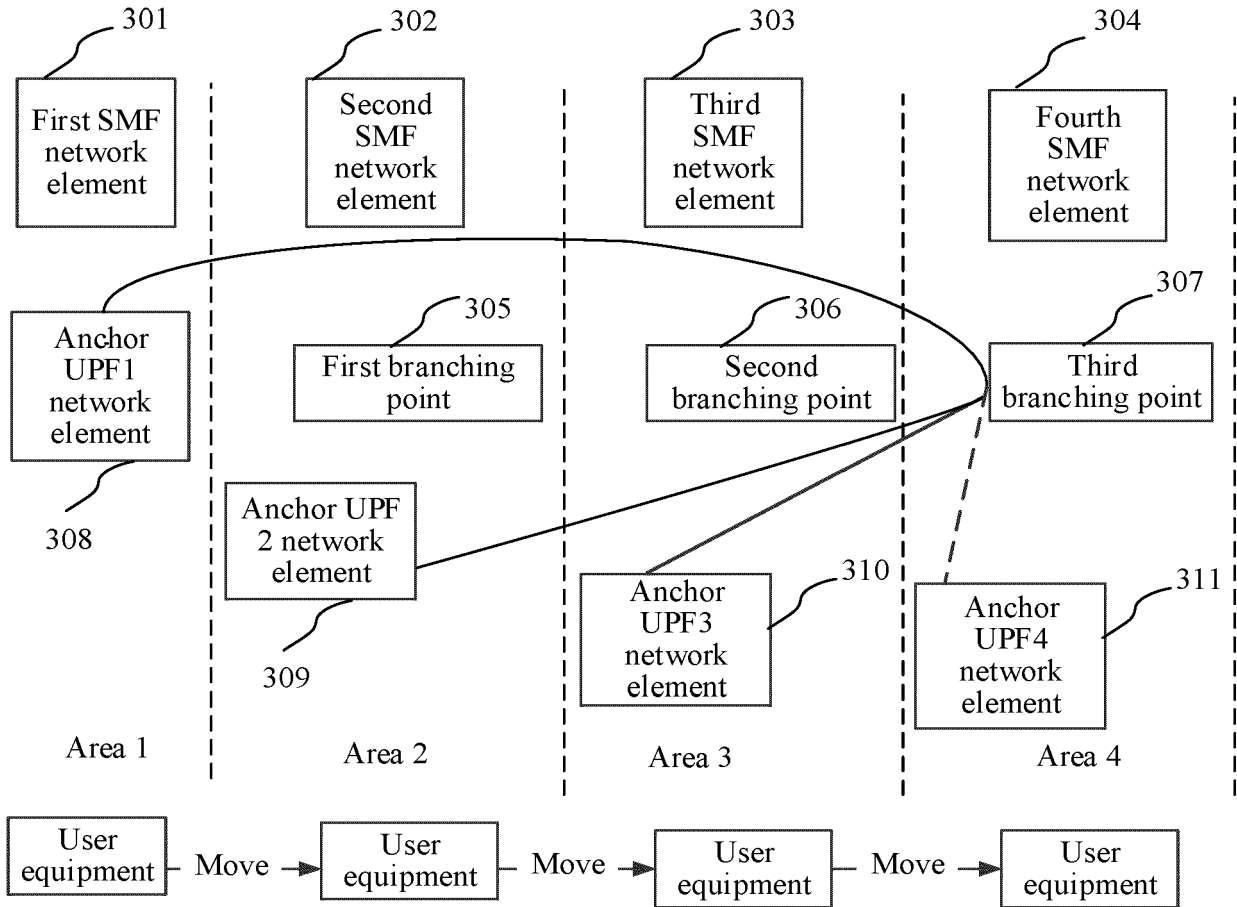 301
302
303
304
First SMF
network
element
Second
SMF
network
element
Third
SMF
network
element
Fourth
SMF
network
element
305
306
307
Anchor
UPF1
network
element
First branching
point
Second
branching point
Third
branching point
308
Anchor UPF
2 network
element
309
310
311
Anchor
UPF3
network
element
Anchor
UPF4
network
element
Area 1
Area 2
Area 3
Area 4
User
equipment
Move
User
equipment
Move
User
equipment
Move
User
equipment